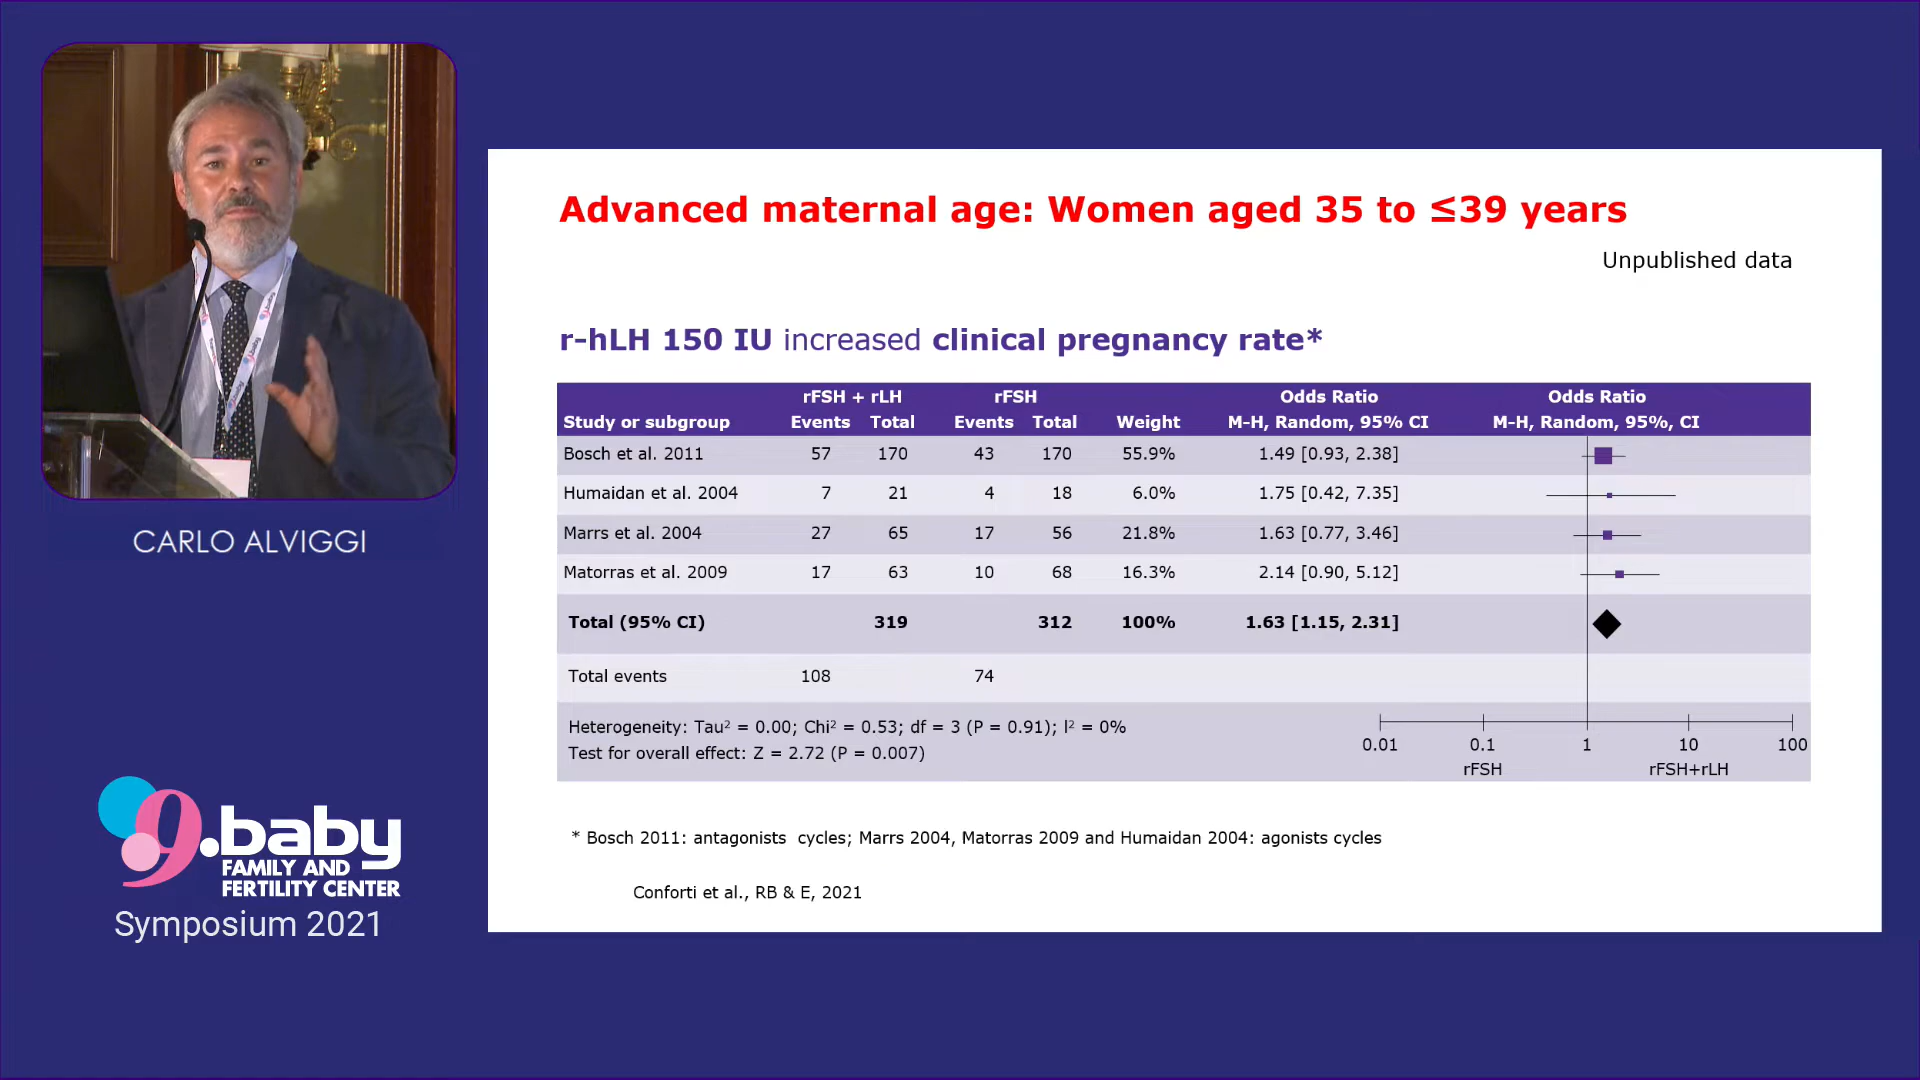 CARLO ALVIGGI
9.baby
FAMILY AND
FERTILITY CENTER
Symposium 2021
Advanced maternal age: Women aged 35 to ≤39 years
Unpublished data
r-hLH 150 IU increased clinical pregnancy rate*
rFSH + rLH rFSH Odds Ratio Odds Ratio
Study or subgroup Events Total Events Total Weight M-H, Random, 95% CI M-H, Random, 95%, CI
Bosch et al. 2011 57 170 43 170 55.9% 1.49 [0.93, 2.38]
Humaidan et al. 2004 7 21 4 18 6.0% 1.75 [0.42, 7.35]
Marrs et al. 2004 27 65 17 56 21.8% 1.63 [0.77, 3.46]
Matorras et al. 2009 17 63 10 68 16.3% 2.14 [0.90, 5.12]
Total (95% CI) 319 312 100% 1.63 [1.15, 2.31]
Total events 108 74
Heterogeneity: Tau² = 0.00; Chi² = 0.53; df = 3 (P = 0.91); I² = 0%
Test for overall effect: Z = 2.72 (P = 0.007)
0.01 0.1 1 10 100
rFSH rFSH+rLH
* Bosch 2011: antagonists cycles; Marrs 2004, Matorras 2009 and Humaidan 2004: agonists cycles
Conforti et al., RB & E, 2021